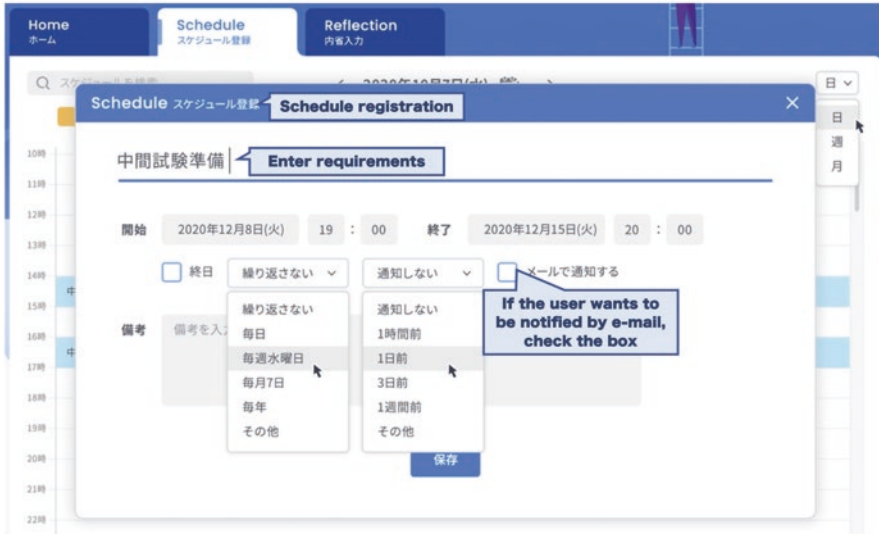 Home
ホーム
Schedule
スケジュール登録
Reflection
内省入力
日
日
週
月
Schedule スケジュール登録
Schedule registration
中間試験準備
Enter requirements
開始 2020年12月8日(火) 19 : 00 終了 2020年12月15日(火) 20 : 00
終日 繰り返さない 通知しない メールで通知する
If the user wants to
be notified by e-mail,
check the box
繰り返さない
毎日
毎週水曜日
毎月7日
毎年
その他
通知しない
1時間前
1日前
3日前
1週間前
その他
備考 備考を入
保存
10時
11時
12時
13時
14時
15時
16時
17時
18時
19時
20時
21時
22時